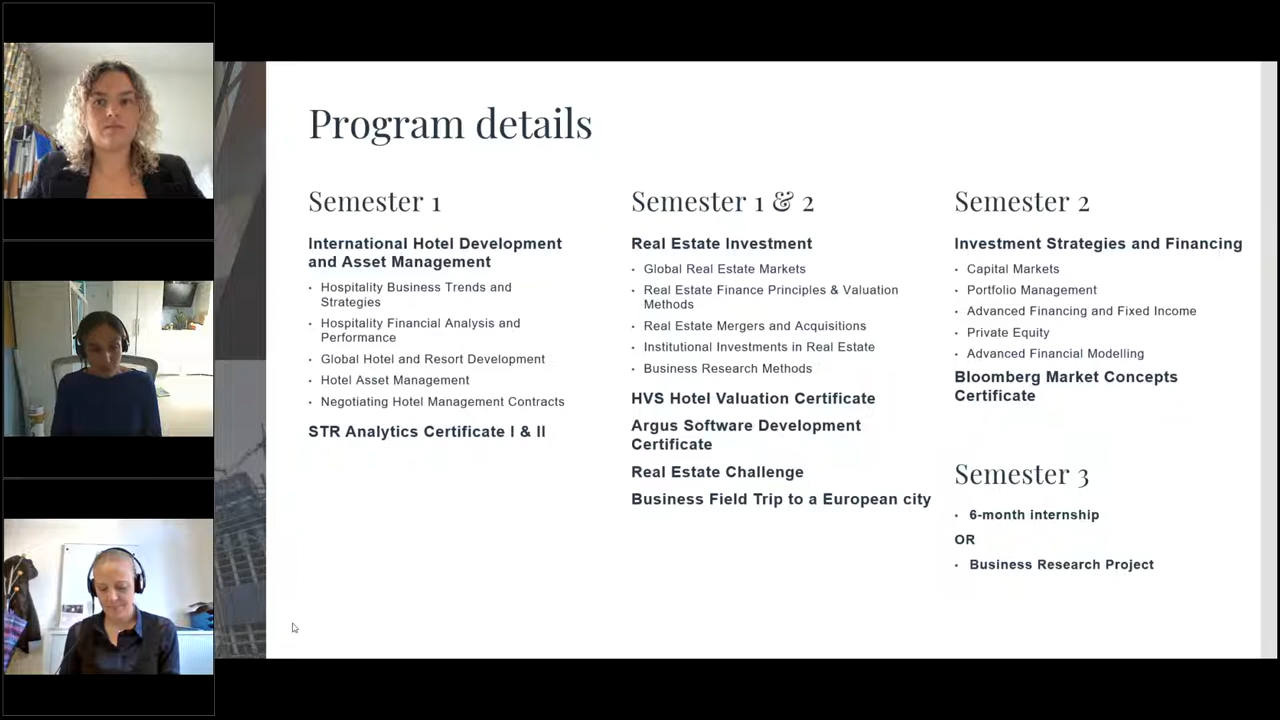 Program details
Semester 1
International Hotel Development
and Asset Management
• Hospitality Business Trends and
Strategies
• Hospitality Financial Analysis and
Performance
• Global Hotel and Resort Development
• Hotel Asset Management
• Negotiating Hotel Management Contracts
STR Analytics Certificate I & II
Semester 1 & 2
Real Estate Investment
• Global Real Estate Markets
• Real Estate Finance Principles & Valuation
Methods
• Real Estate Mergers and Acquisitions
• Institutional Investments in Real Estate
• Business Research Methods
HVS Hotel Valuation Certificate
Argus Software Development
Certificate
Real Estate Challenge
Business Field Trip to a European city
Semester 2
Investment Strategies and Financing
• Capital Markets
• Portfolio Management
• Advanced Financing and Fixed Income
• Private Equity
• Advanced Financial Modelling
Bloomberg Market Concepts
Certificate
Semester 3
• 6-month internship
OR
• Business Research Project